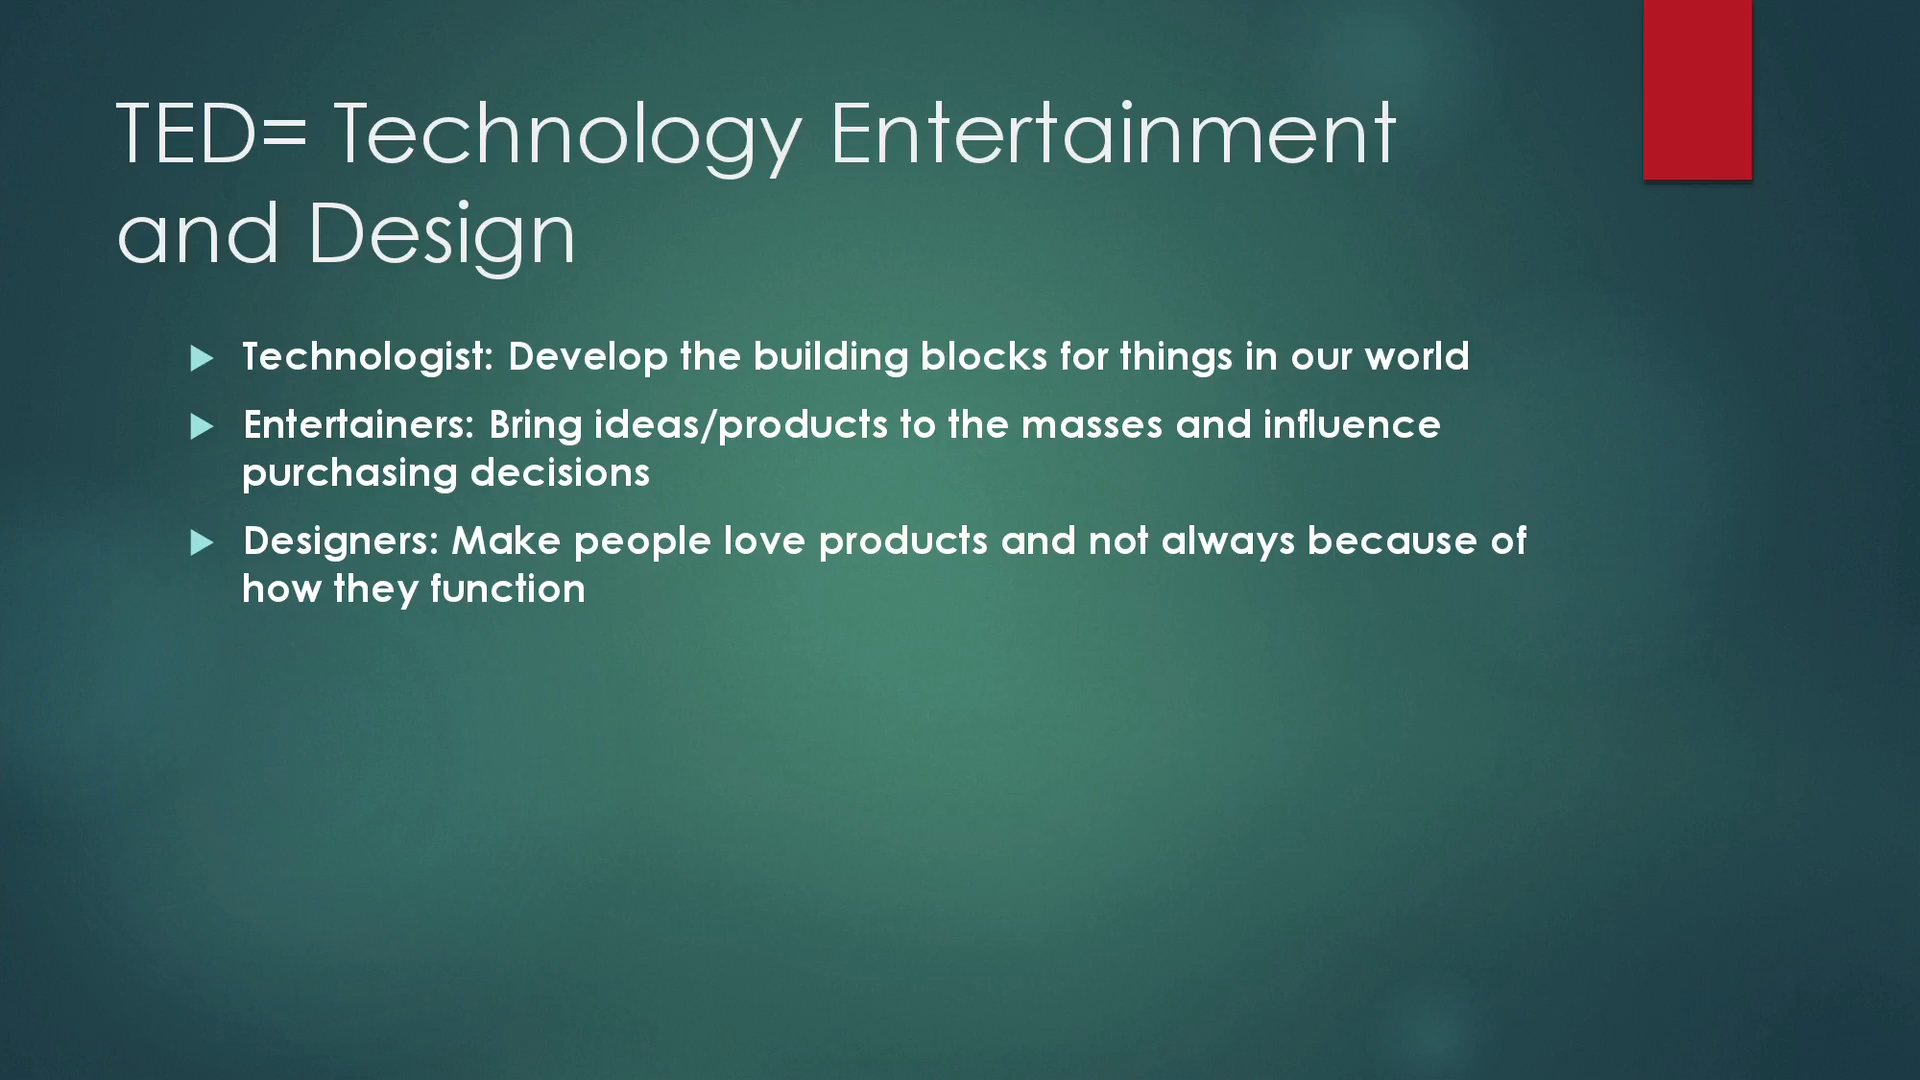 TED= Technology Entertainment
and Design
Technologist: Develop the building blocks for things in our world
Entertainers: Bring ideas/products to the masses and influence
purchasing decisions
Designers: Make people love products and not always because of
how they function